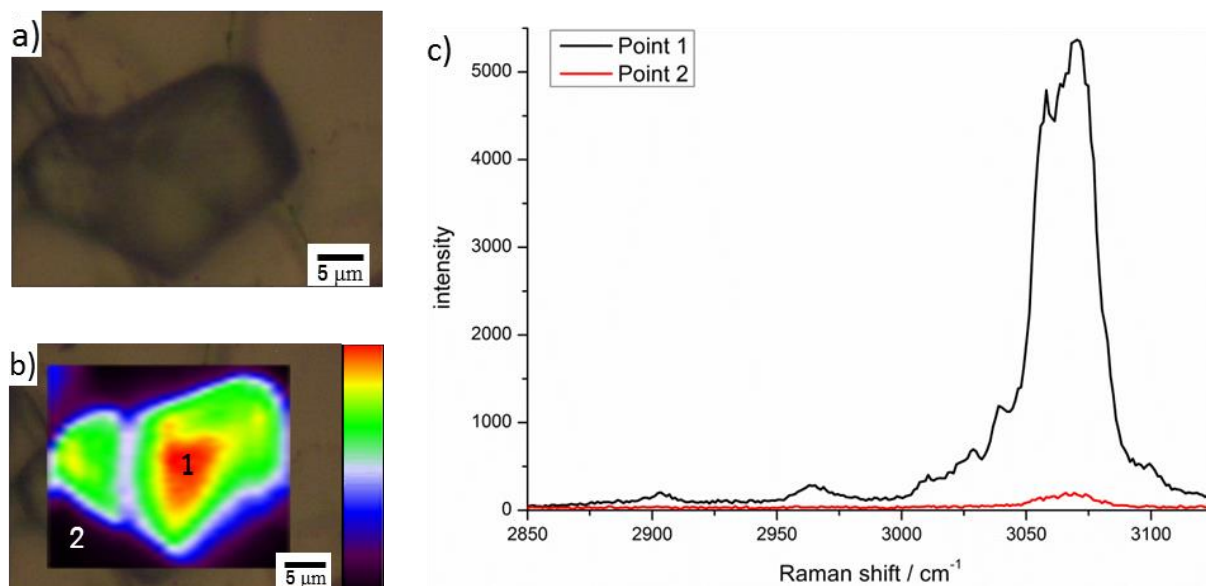 a)
5 μm
b)
1
2
5 μm
c)
Point 1
Point 2
intensity
5000
4000
3000
2000
1000
0
2850
2900
2950
3000
3050
3100
Raman shift / cm⁻¹